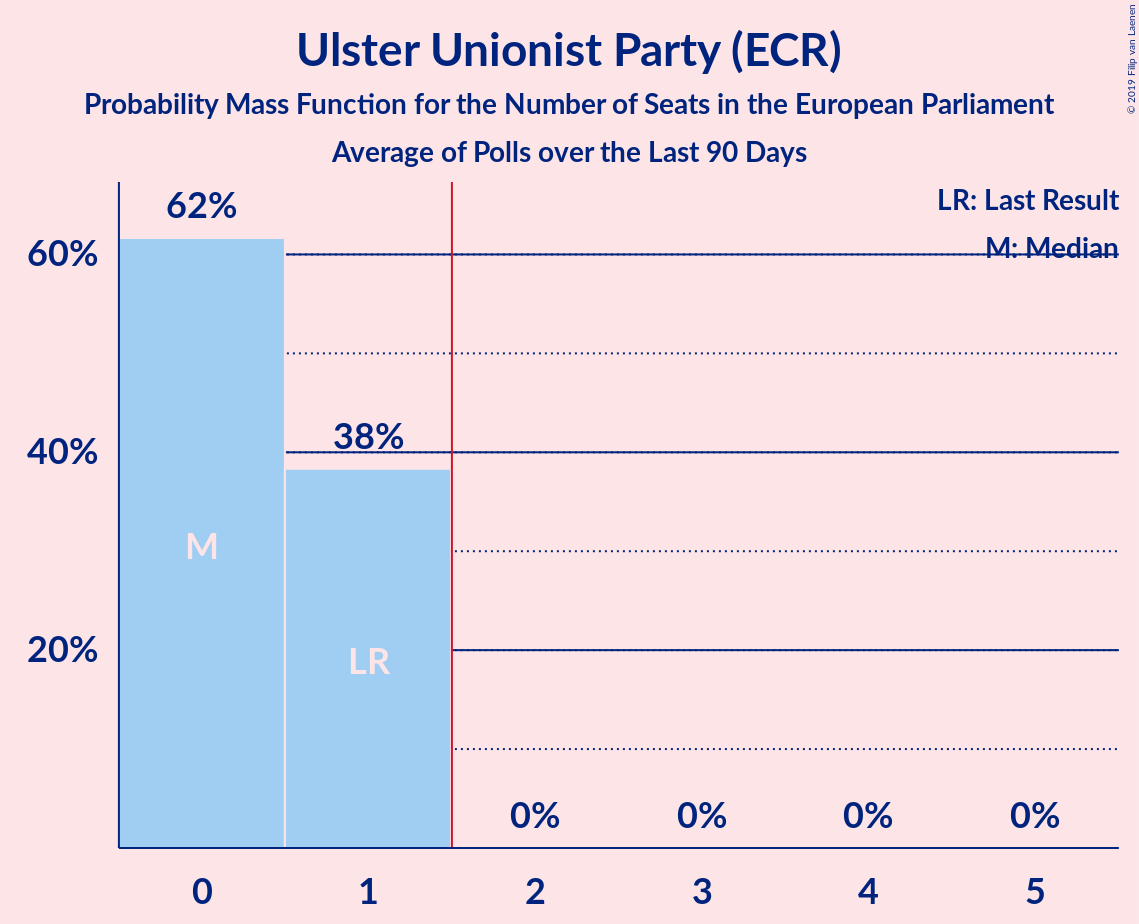 Ulster Unionist Party (ECR)
Probability Mass Function for the Number of Seats in the European Parliament
Average of Polls over the Last 90 Days
© 2019 Filip van Laenen
LR: Last Result
M: Median
62%
60%
38%
40%
M
LR
20%
0% 0% 0% 0%
0 1 2 3 4 5